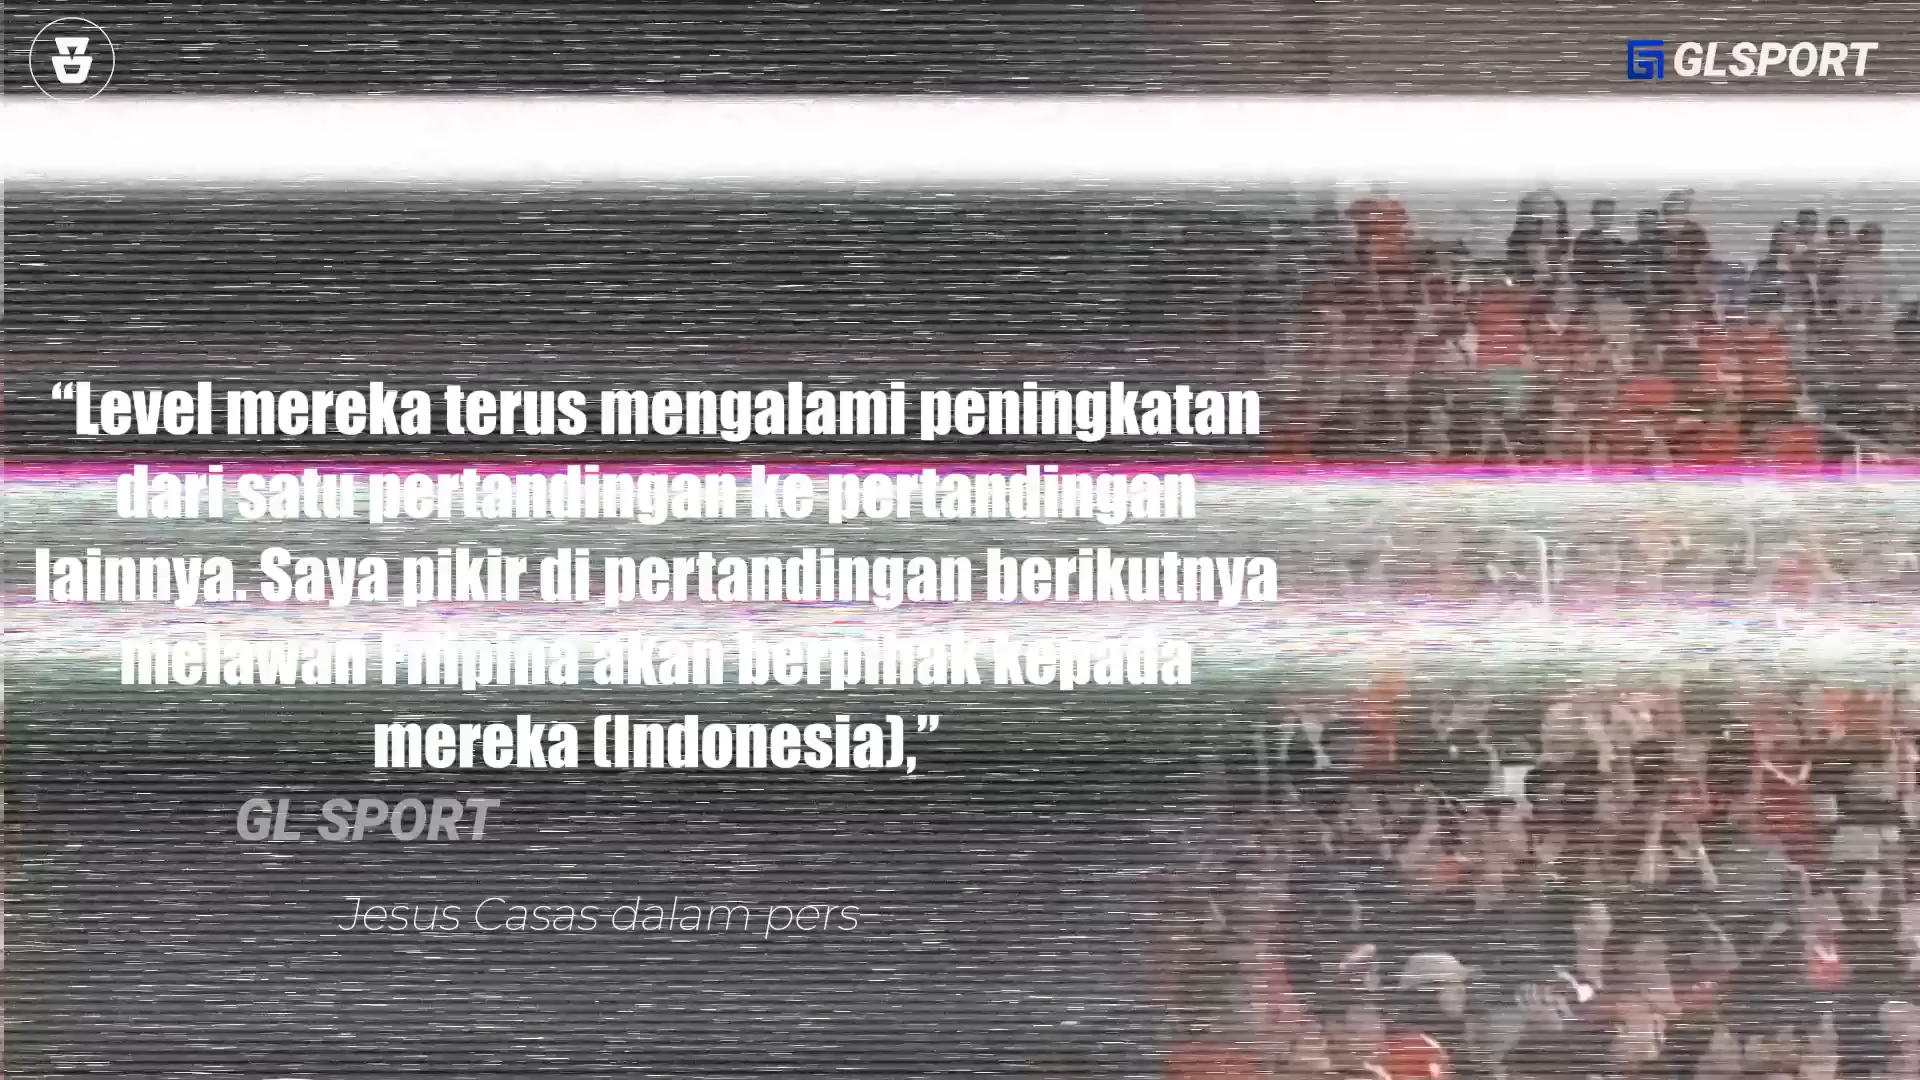 GLSPORT
“Level mereka terus mengalami peningkatan
dari satu pertandingan ke pertandingan
lainnya. Saya pikir di pertandingan berikutnya
melawan Filipina akan berpihak kepada
mereka (Indonesia),”
GL SPORT
Jesus Casas dalam pers